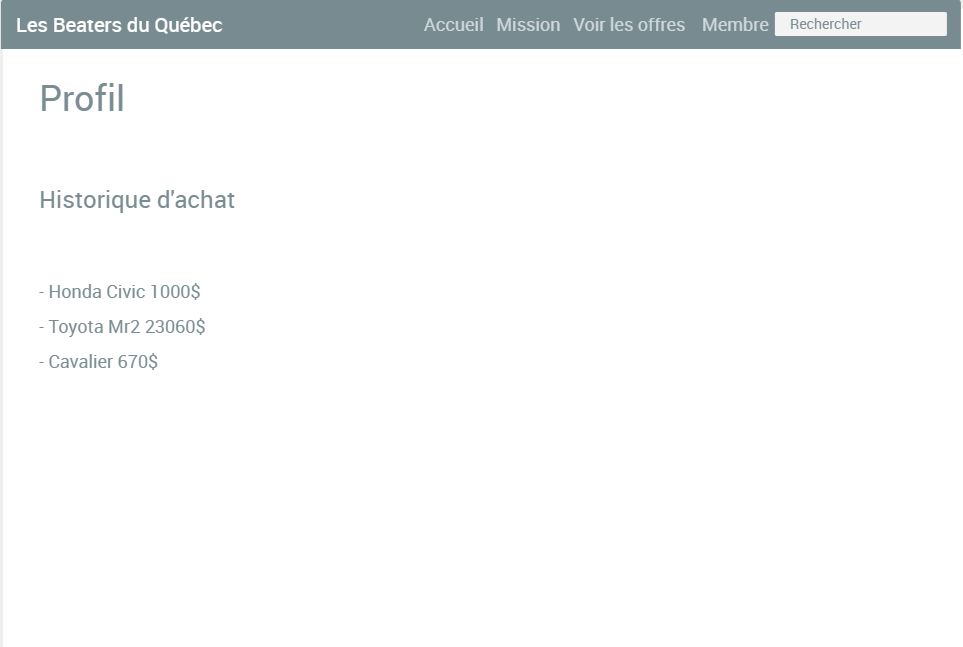 Les Beaters du Québec Accueil Mission Voir les offres Membre Rechercher
Profil
Historique d'achat
- Honda Civic 1000$
- Toyota Mr2 23060$
- Cavalier 670$